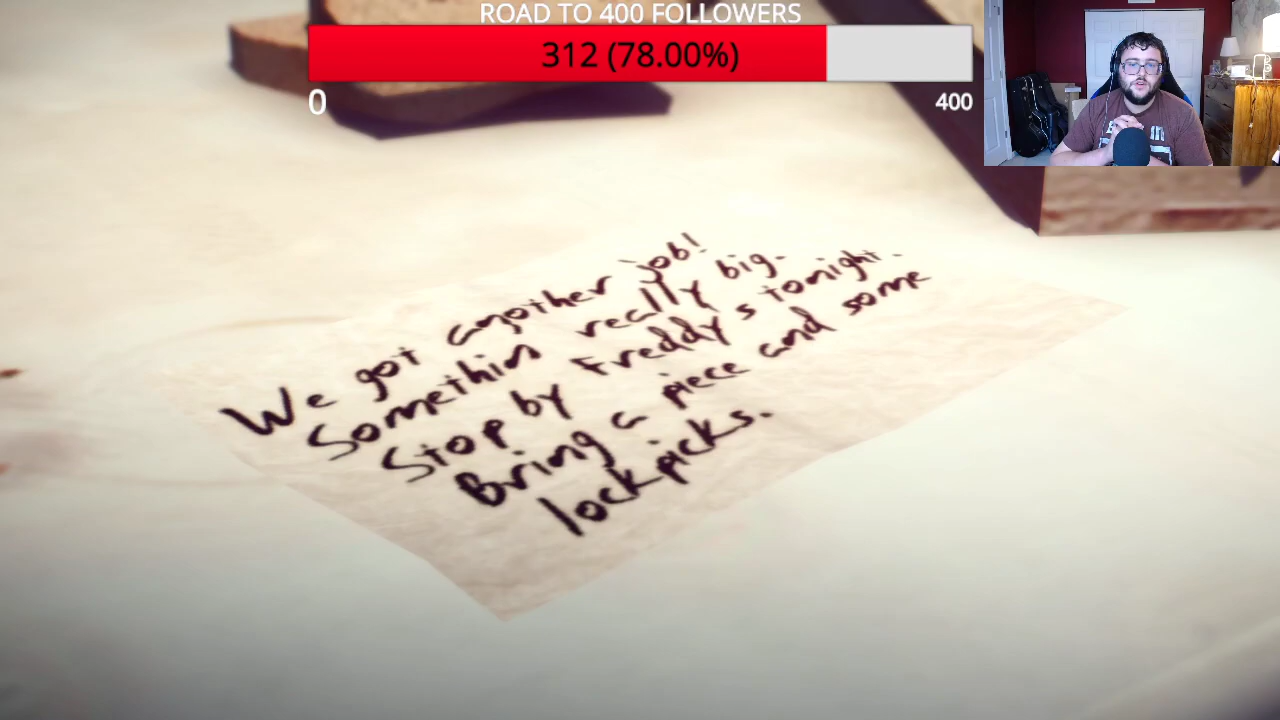 ROAD TO 400 FOLLOWERS
312 (78.00%)
0
400
We got another job!
Somethin really big.
Stop by Freddy's tonight.
Bring a piece and some
lockpicks.